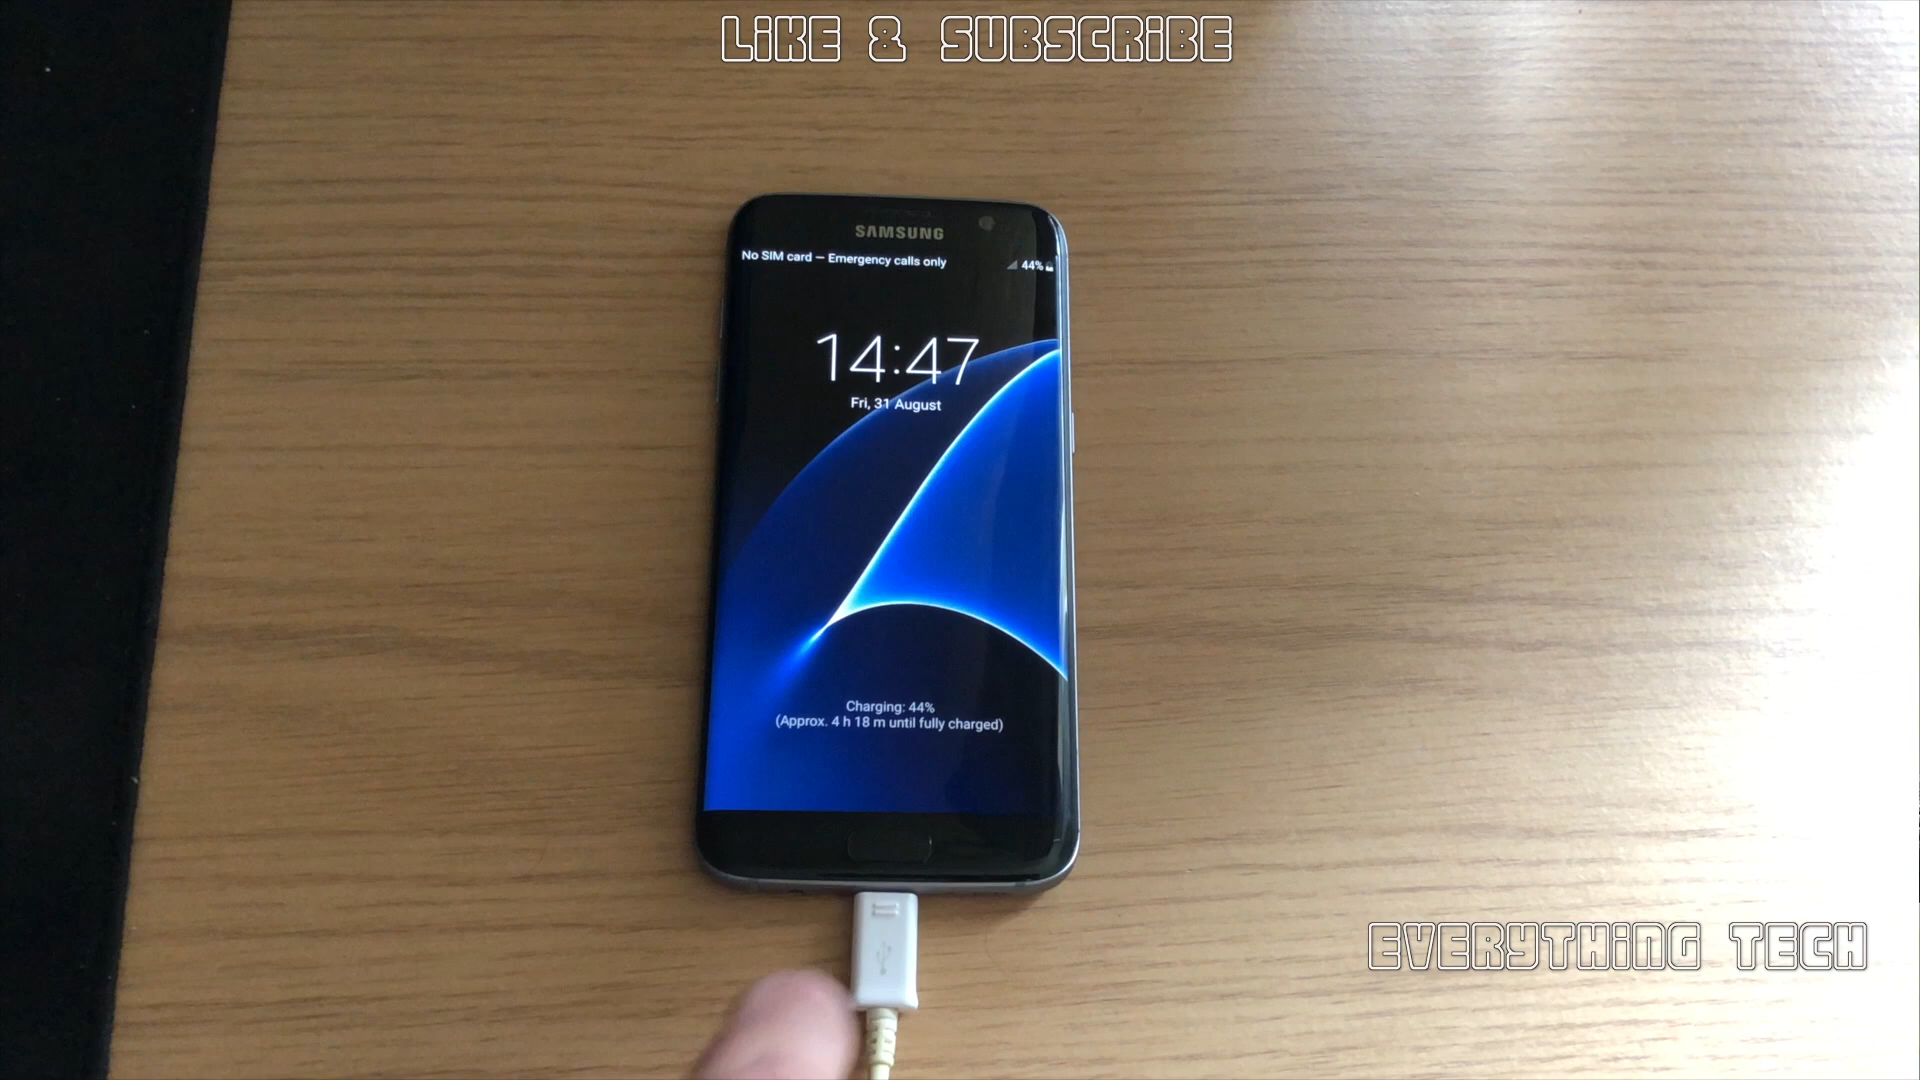 LIKE & SUBSCRIBE
SAMSUNG
No SIM card – Emergency calls only
44%
14:47
Fri, 31 August
Charging: 44%
(Approx. 4 h 18 m until fully charged)
EVERYTHING TECH